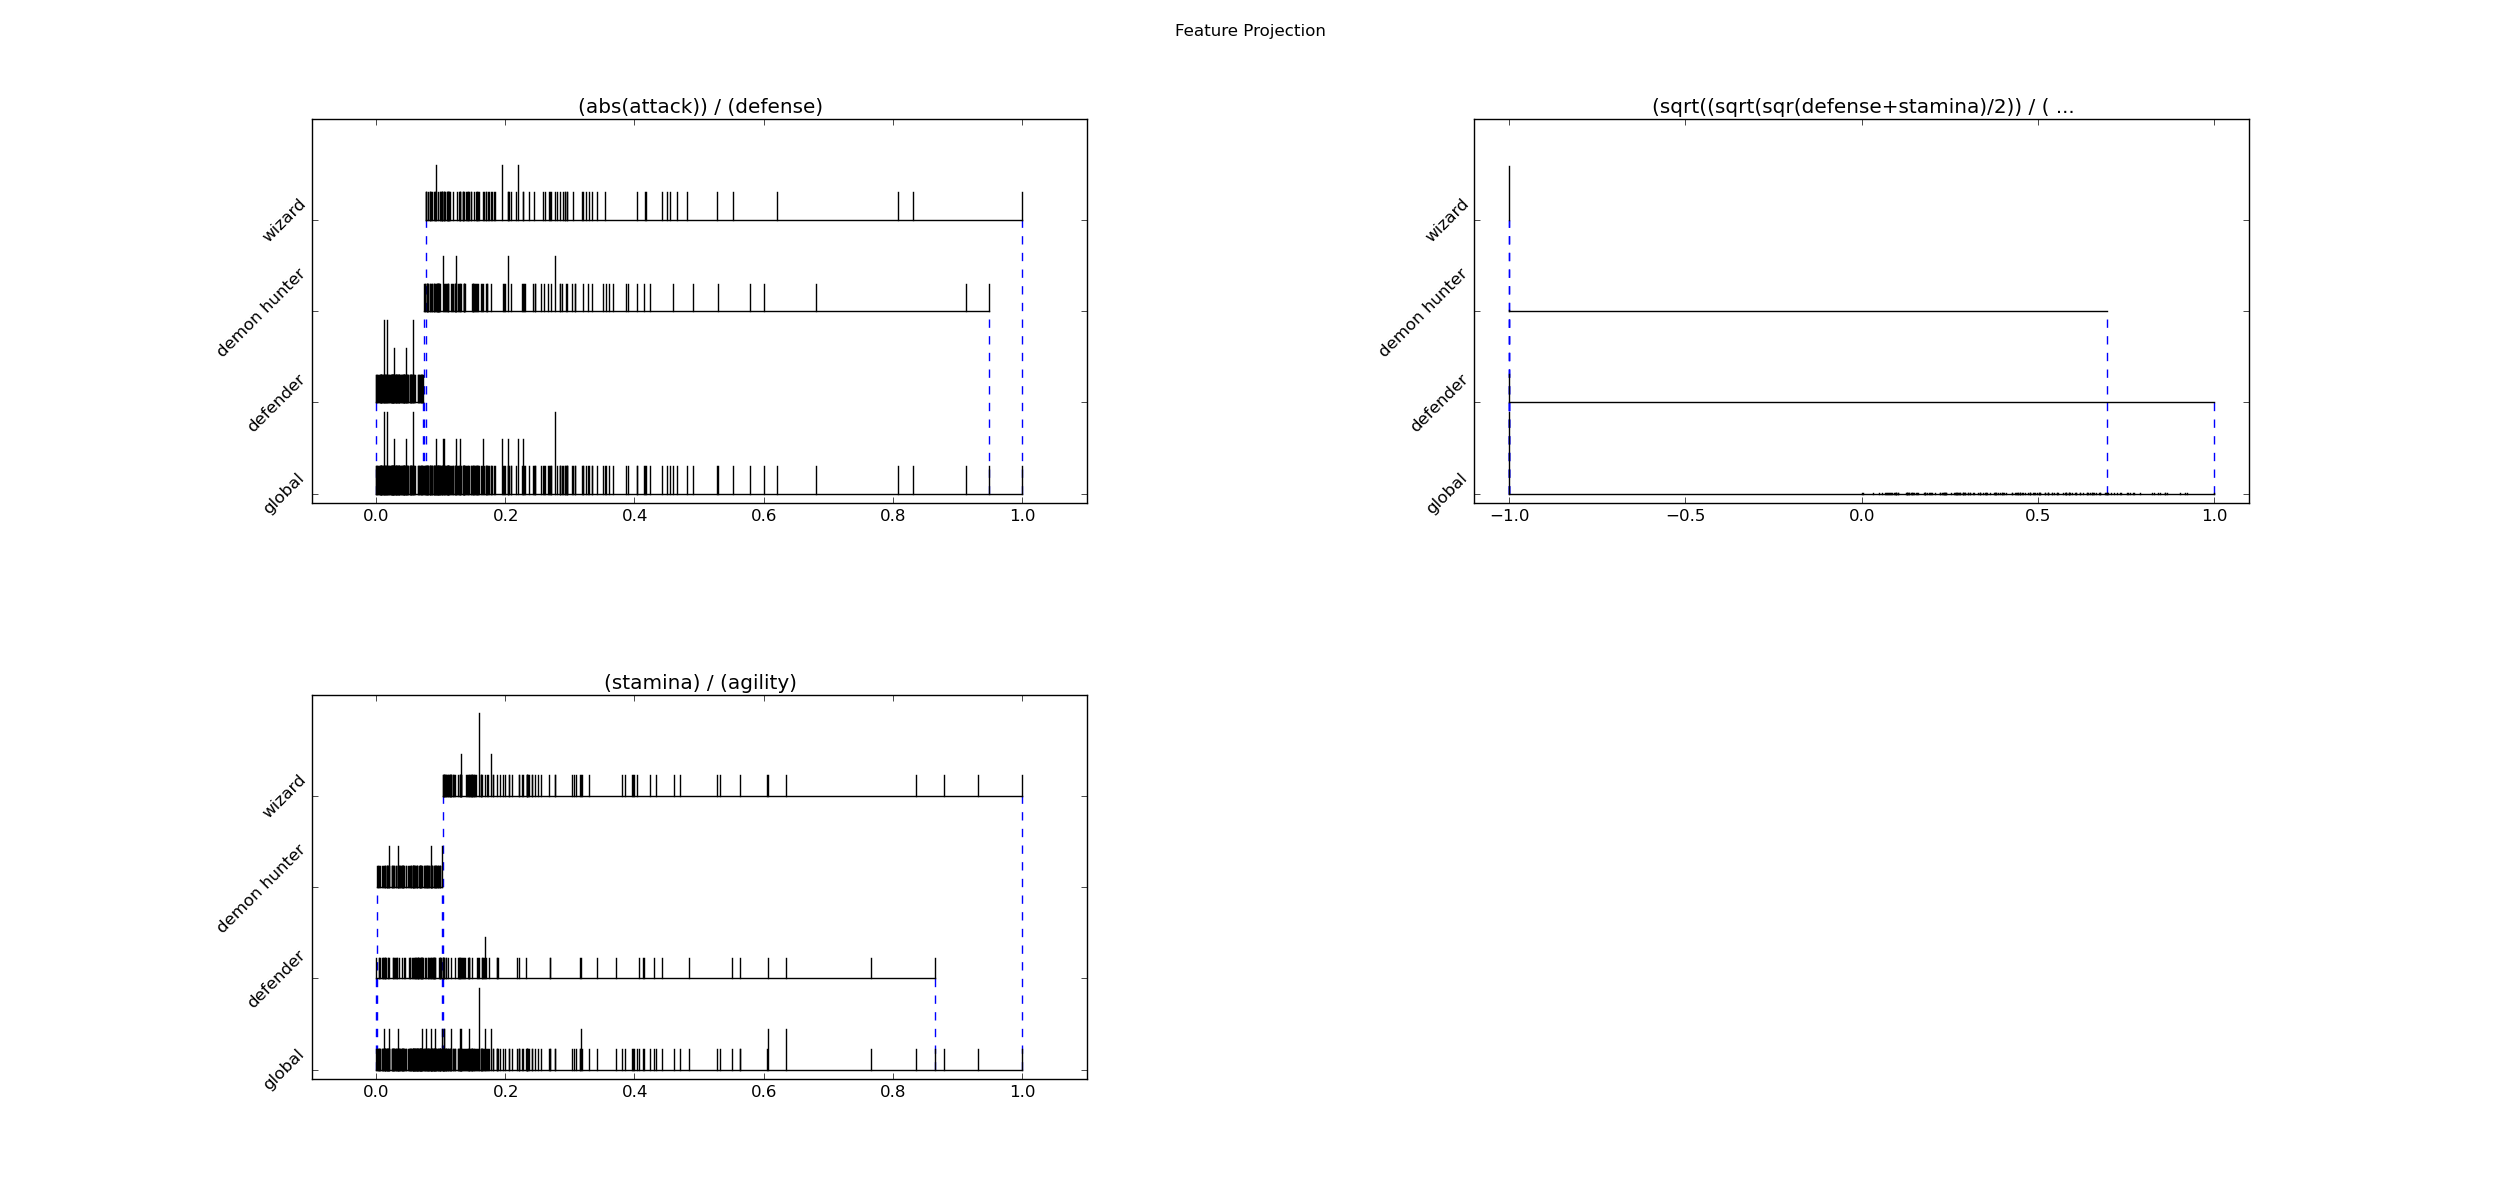 Feature Projection
(abs(attack)) / (defense)
wizard
demon hunter
defender
global
0.0 0.2 0.4 0.6 0.8 1.0
(sqrt((sqrt(sqr(defense+stamina)/2)) / ( ...
wizard
demon hunter
defender
global
−1.0 −0.5 0.0 0.5 1.0
(stamina) / (agility)
wizard
demon hunter
defender
global
0.0 0.2 0.4 0.6 0.8 1.0